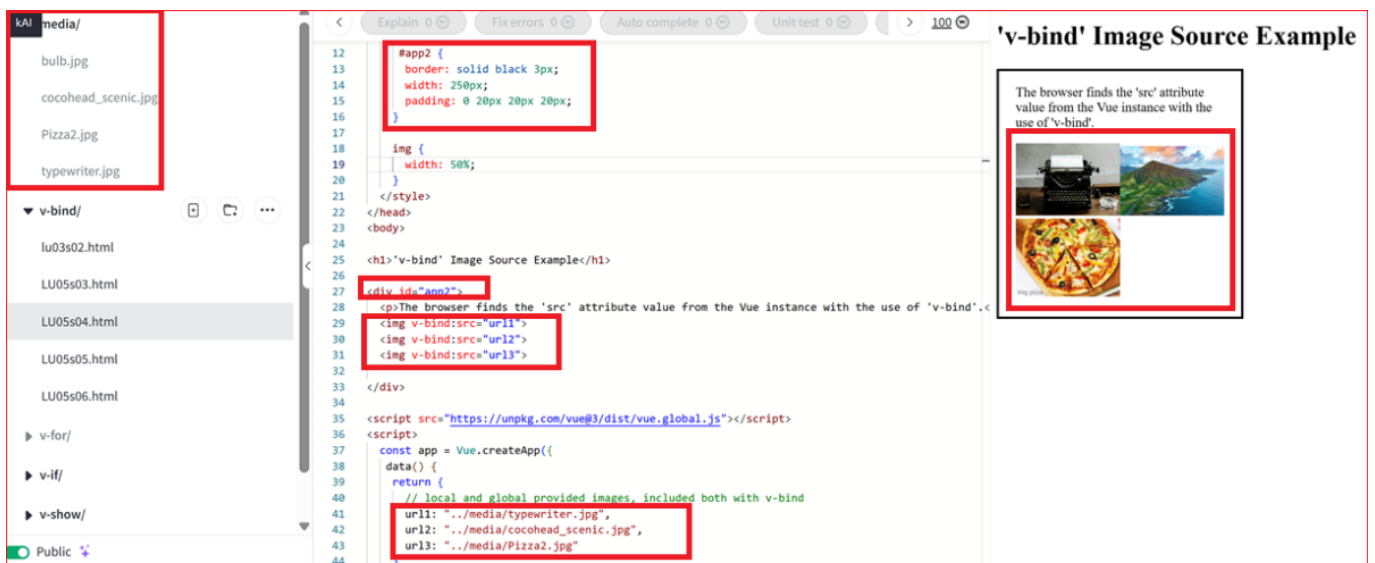 kAI media/
bulb.jpg
cocohead_scenic.jpg
Pizza2.jpg
typewriter.jpg
v-bind/
lu03s02.html
LU05s03.html
LU05s04.html
LU05s05.html
LU05s06.html
v-for/
v-if/
v-show/
Public
Explain 0
Fix errors 0
Auto complete 0
Unit test 0
100
12 #app2 {
13 border: solid black 3px;
14 width: 250px;
15 padding: 0 20px 20px 20px;
16 }
17
18 img {
19 width: 50%;
20 }
21 </style>
22 </head>
23 <body>
24
25 <h1>'v-bind' Image Source Example</h1>
26
27 <div id="app2">
28 <p>The browser finds the 'src' attribute value from the Vue instance with the use of 'v-bind'.<
29 <img v-bind:src="url1">
30 <img v-bind:src="url2">
31 <img v-bind:src="url3">
32
33 </div>
34
35 <script src="https://unpkg.com/vue@3/dist/vue.global.js"></script>
36 <script>
37 const app = Vue.createApp({
38 data() {
39 return {
40 // local and global provided images, included both with v-bind
41 url1: "../media/typewriter.jpg",
42 url2: "../media/cocohead_scenic.jpg",
43 url3: "../media/Pizza2.jpg"
44
'v-bind' Image Source Example
The browser finds the 'src' attribute
value from the Vue instance with the
use of 'v-bind'.
Veg pizza